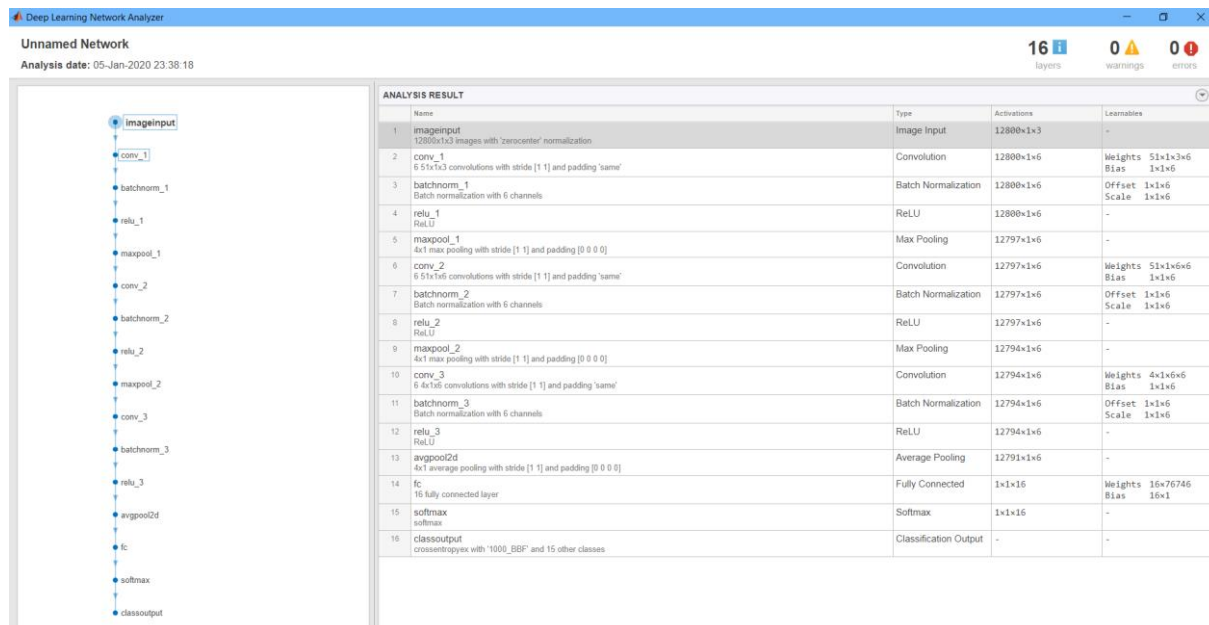 Deep Learning Network Analyzer
Unnamed Network
Analysis date: 05-Jan-2020 23:38:18
16 i
layers
0
warnings
0
errors
imageinput
conv_1
batchnorm_1
relu_1
maxpool_1
conv_2
batchnorm_2
relu_2
maxpool_2
conv_3
batchnorm_3
relu_3
avgpool2d
fc
softmax
classoutput
ANALYSIS RESULT
Name Type Activations Learnables
1 imageinput Image Input 12800×1×3 -
12800x1x3 images with 'zerocenter' normalization
2 conv_1 Convolution 12800×1×6 Weights 51×1×3×6
6 51x1x3 convolutions with stride [1 1] and padding 'same' Bias 1×1×6
3 batchnorm_1 Batch Normalization 12800×1×6 Offset 1×1×6
Batch normalization with 6 channels Scale 1×1×6
4 relu_1 ReLU 12800×1×6 -
ReLU
5 maxpool_1 Max Pooling 12797×1×6 -
4x1 max pooling with stride [1 1] and padding [0 0 0 0]
6 conv_2 Convolution 12797×1×6 Weights 51×1×6×6
6 51x1x6 convolutions with stride [1 1] and padding 'same' Bias 1×1×6
7 batchnorm_2 Batch Normalization 12797×1×6 Offset 1×1×6
Batch normalization with 6 channels Scale 1×1×6
8 relu_2 ReLU 12797×1×6 -
ReLU
9 maxpool_2 Max Pooling 12794×1×6 -
4x1 max pooling with stride [1 1] and padding [0 0 0 0]
10 conv_3 Convolution 12794×1×6 Weights 4×1×6×6
6 4x1x6 convolutions with stride [1 1] and padding 'same' Bias 1×1×6
11 batchnorm_3 Batch Normalization 12794×1×6 Offset 1×1×6
Batch normalization with 6 channels Scale 1×1×6
12 relu_3 ReLU 12794×1×6 -
ReLU
13 avgpool2d Average Pooling 12791×1×6 -
4x1 average pooling with stride [1 1] and padding [0 0 0 0]
14 fc Fully Connected 1×1×16 Weights 16×76746
16 fully connected layer Bias 16×1
15 softmax Softmax 1×1×16 -
softmax
16 classoutput Classification Output - -
crossentropyex with '1000_BBF' and 15 other classes